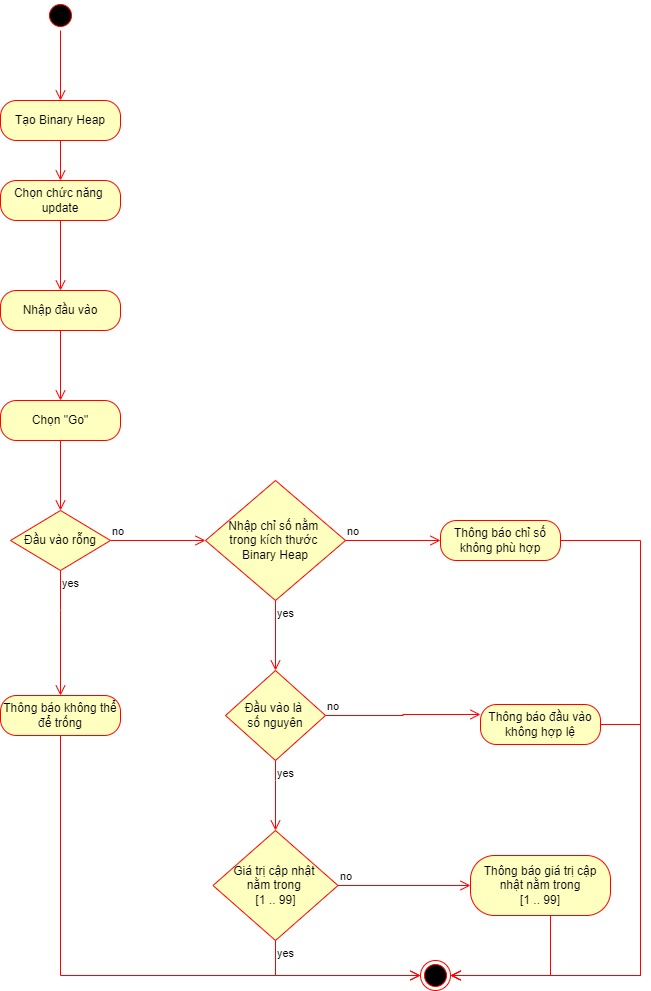 Tạo Binary Heap
Chọn chức năng
update
Nhập đầu vào
Chọn "Go"
Đầu vào rỗng
no
yes
Nhập chỉ số nằm
trong kích thước
Binary Heap
no
yes
Thông báo chỉ số
không phù hợp
Thông báo không thể
để trống
Đầu vào là
số nguyên
no
yes
Thông báo đầu vào
không hợp lệ
Giá trị cập nhật
nằm trong
[1 .. 99]
no
yes
Thông báo giá trị cập
nhật nằm trong
[1 .. 99]